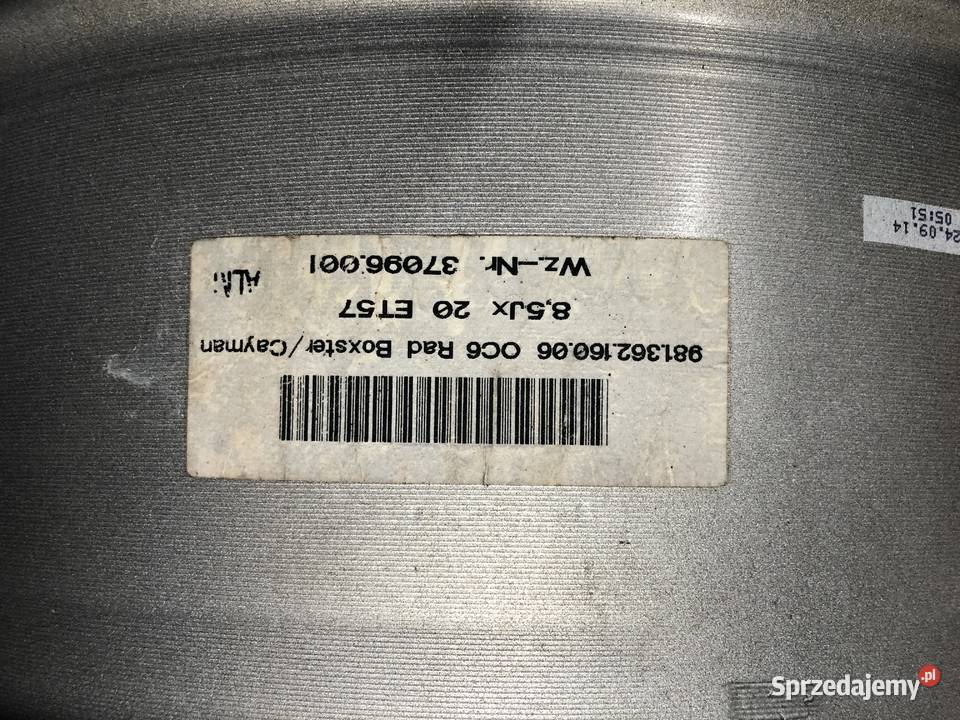 981.362.160.06 OC6 Rad Boxster/Cayman
8,5Jx 20 ET57
Wz.-Nr. 37096.001
24.09.14
05:51
Sprzedajemy.pl